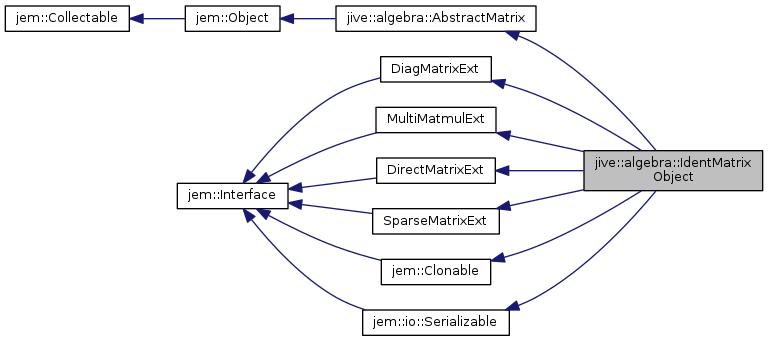 jem::Collectable
jem::Object
jive::algebra::AbstractMatrix
DiagMatrixExt
MultiMatmulExt
jive::algebra::IdentMatrix
Object
DirectMatrixExt
jem::Interface
SparseMatrixExt
jem::Clonable
jem::io::Serializable